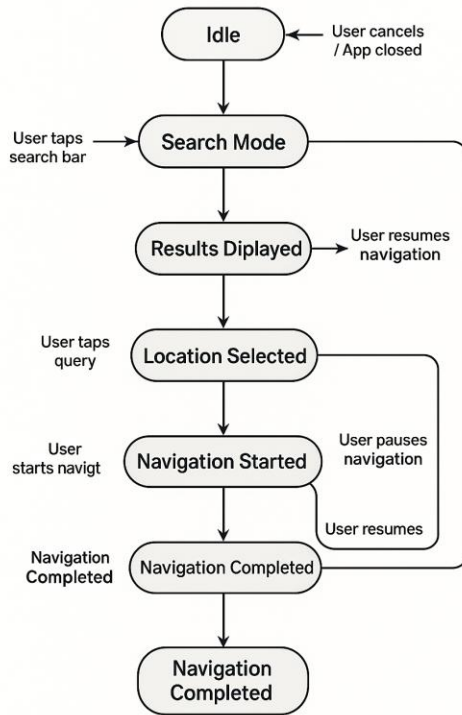 Idle
User cancels
/ App closed
User taps
search bar
Search Mode
Results Diplayed
User resumes
navigation
User taps
query
Location Selected
User pauses
navigation
User
starts navigt
Navigation Started
User resumes
Navigation
Completed
Navigation Completed
Navigation
Completed